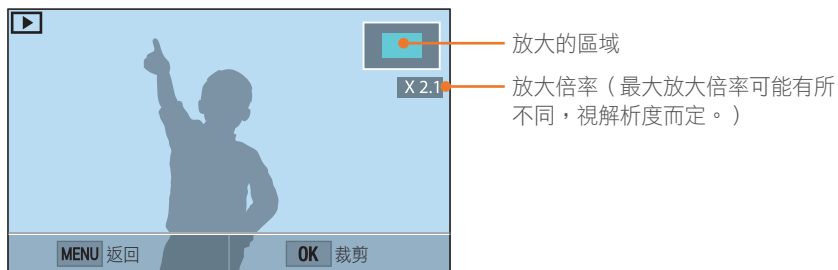 放大的區域
X 2.1
放大倍率（最大放大倍率可能有所
不同，視解析度而定。）
MENU 返回
OK 裁剪